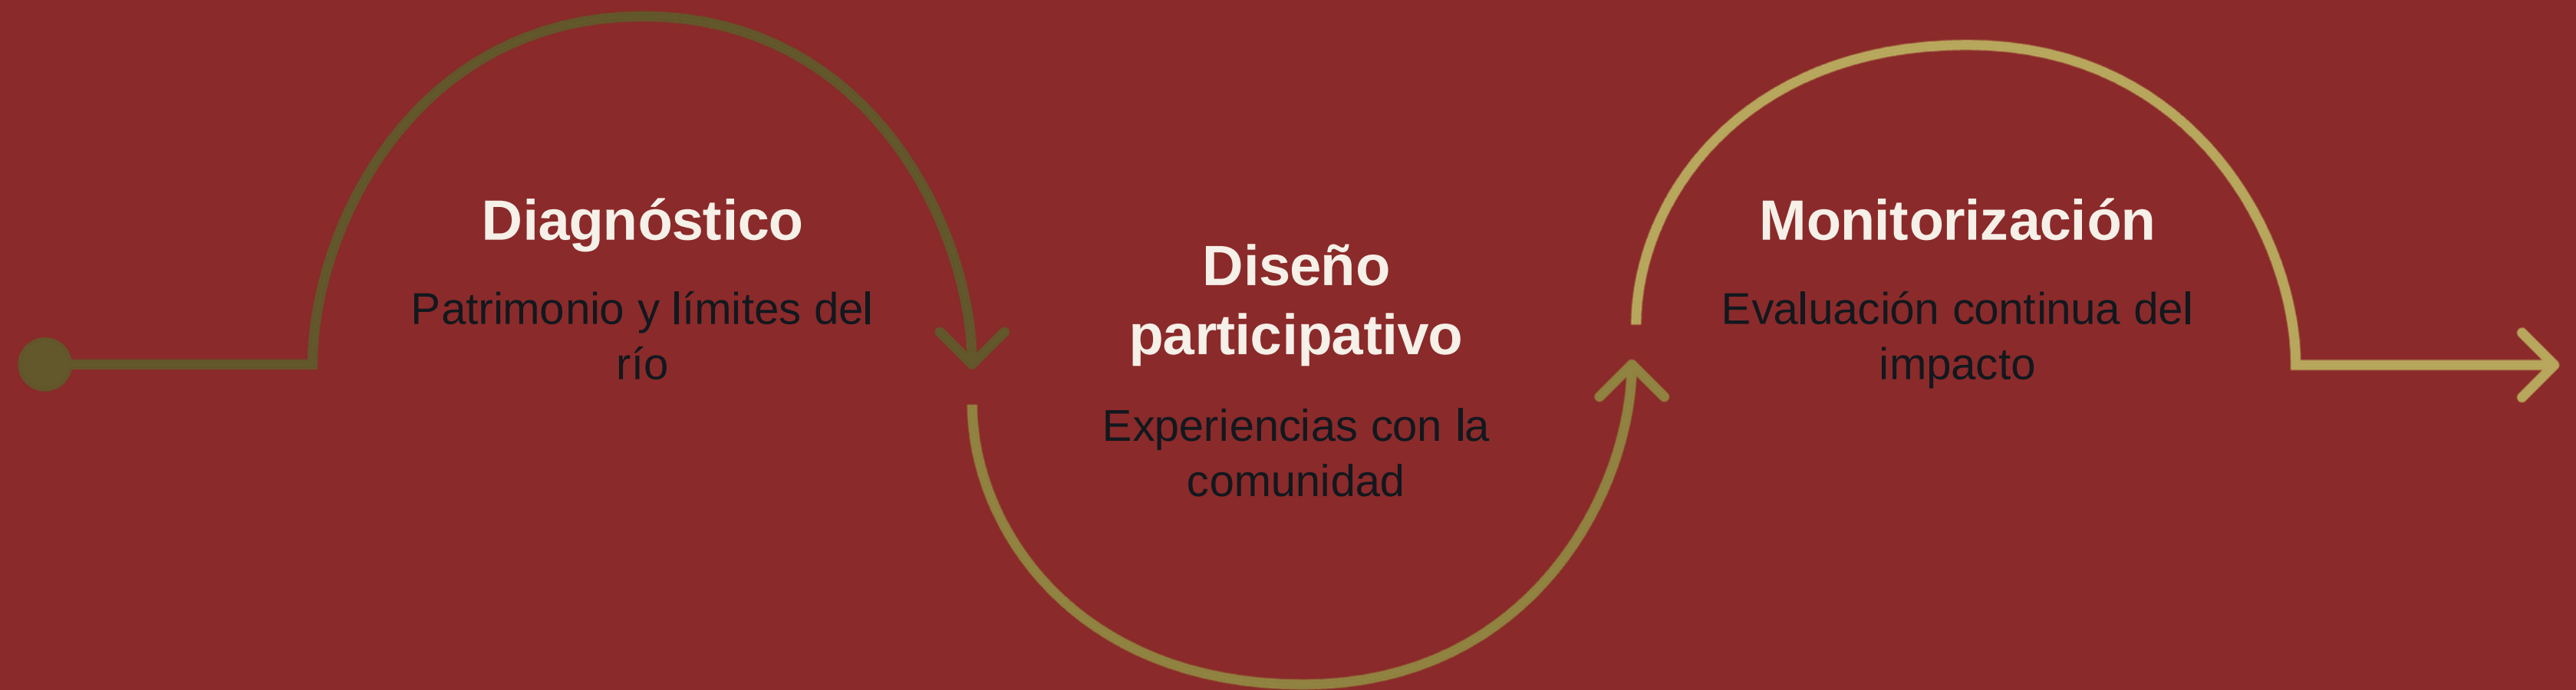 Diagnóstico
Patrimonio y límites del
río
Diseño
participativo
Experiencias con la
comunidad
Monitorización
Evaluación continua del
impacto